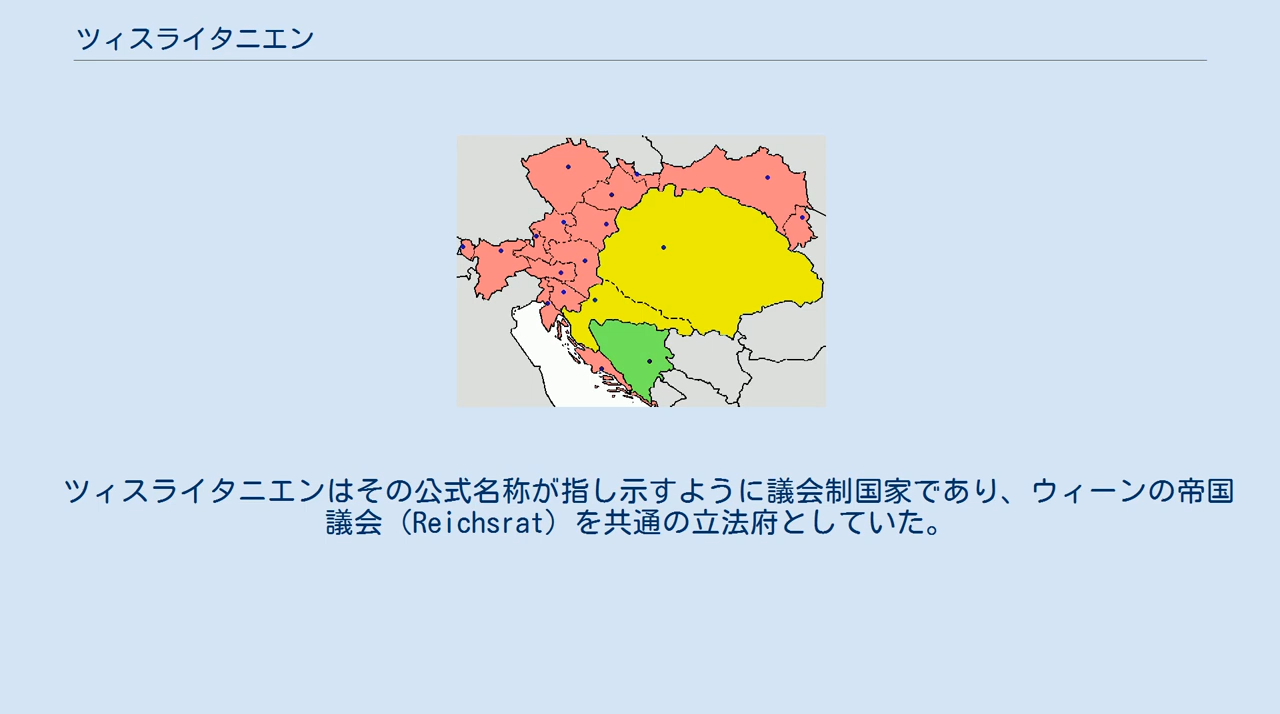 ツィスライタニエン
ツィスライタニエンはその公式名称が指し示すように議会制国家であり、ウィーンの帝国
議会（Reichsrat）を共通の立法府としていた。